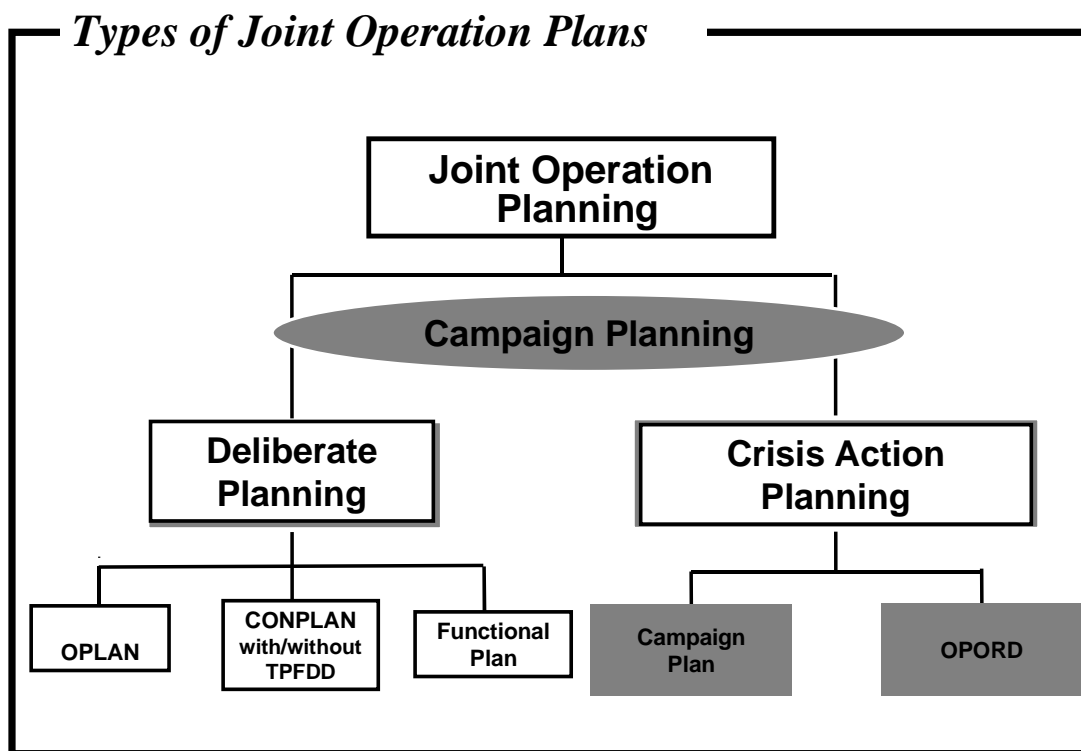 Types of Joint Operation Plans
Joint Operation
Planning
Campaign Planning
Deliberate
Planning
Crisis Action
Planning
OPLAN
CONPLAN
with/without
TPFDD
Functional
Plan
Campaign
Plan
OPORD